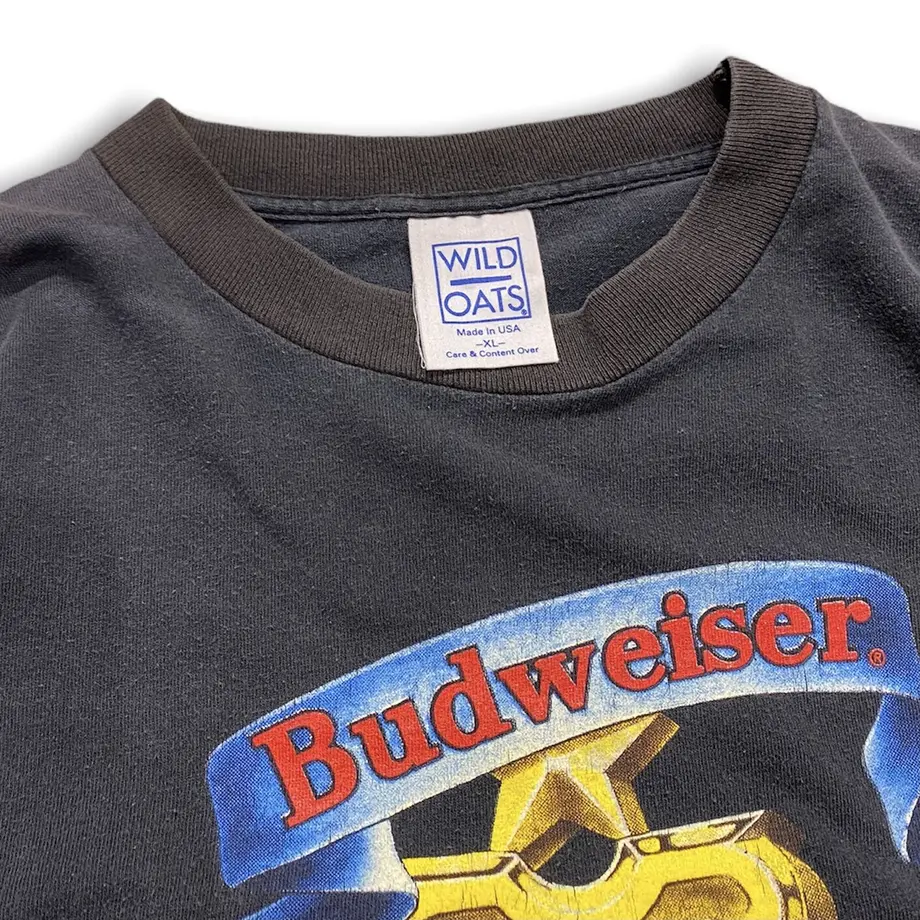 WILD
OATS®
Made In USA
-XL-
Care & Content Over
Budweiser®